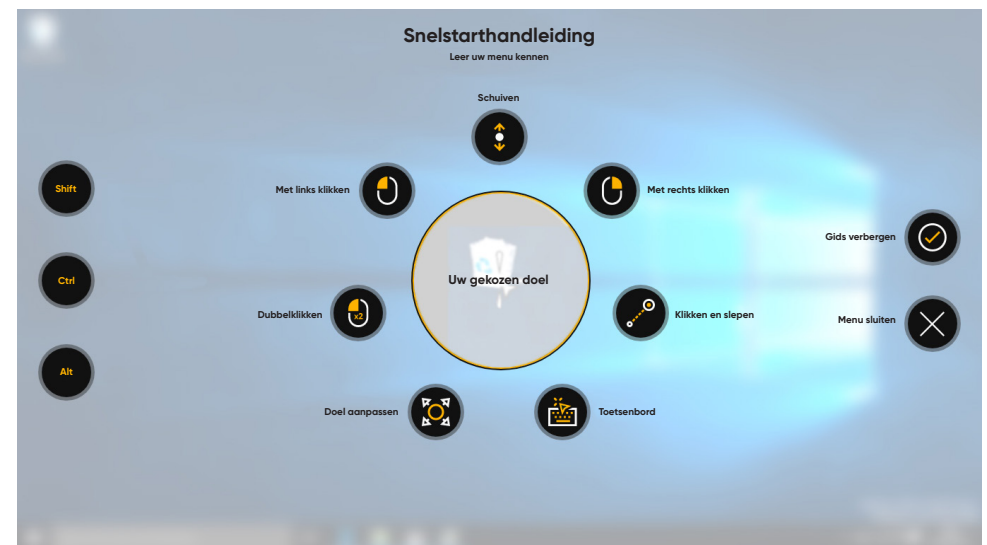 Snelstarthandleiding
Leer uw menu kennen
Schuiven
Met links klikken
Met rechts klikken
Shift
Gids verbergen
Ctrl
Uw gekozen doel
Dubbelklikken
x2
Klikken en slepen
Menu sluiten
Alt
Doel aanpassen
Toetsenbord